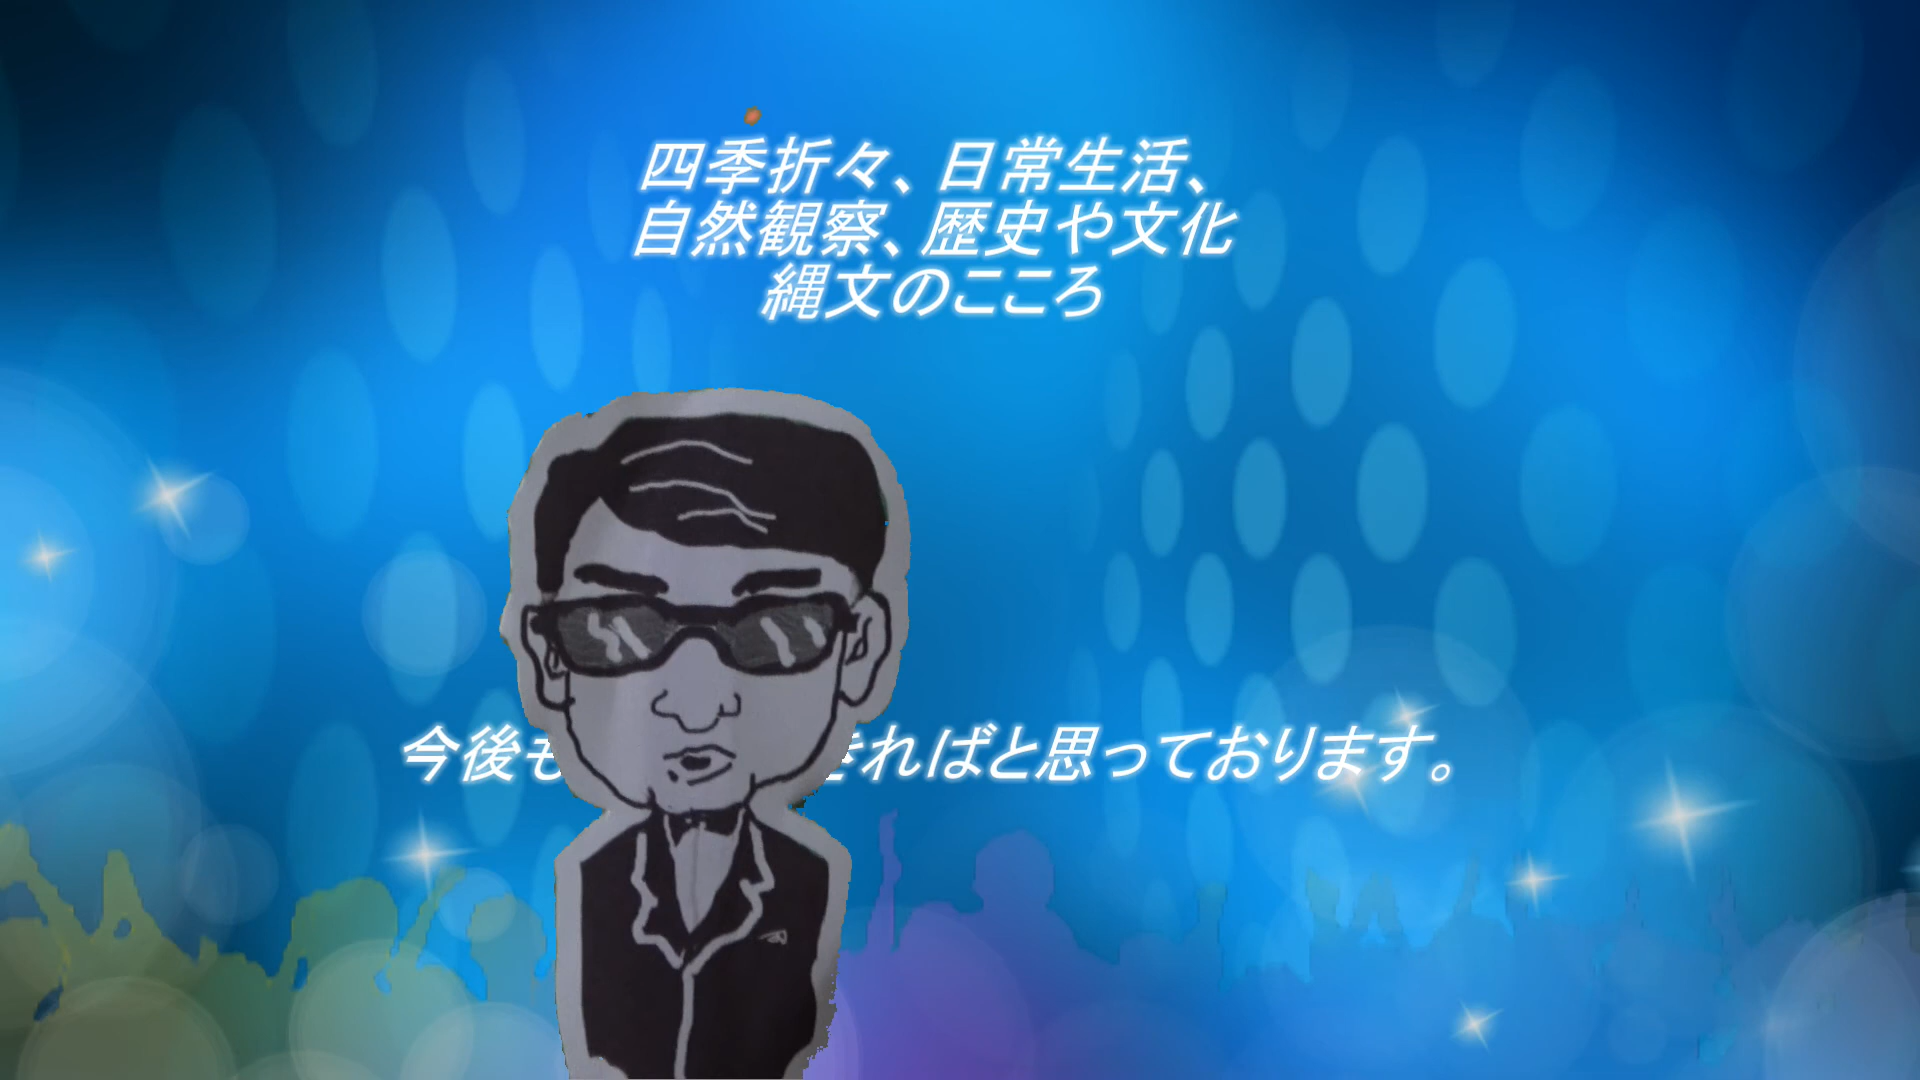 四季折々、日常生活、
自然観察、歴史や文化
縄文のこころ
今後も きればと思っております。